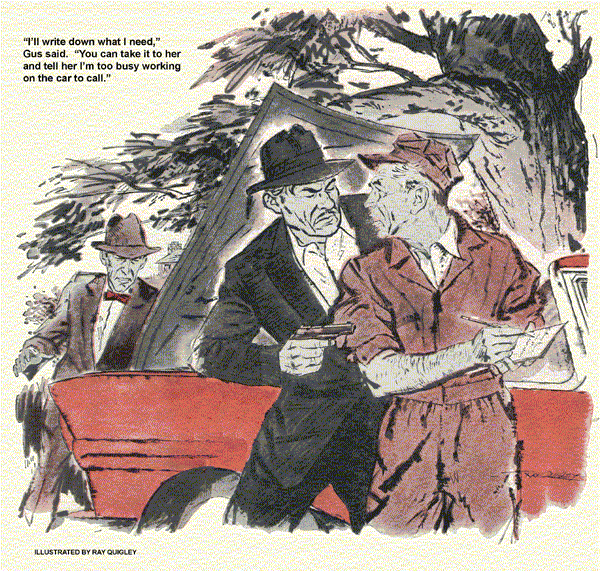 “I’ll write down what I need,”
Gus said.  “You can take it to her
and tell her I’m too busy working
on the car to call.”
ILLUSTRATED BY RAY QUIGLEY